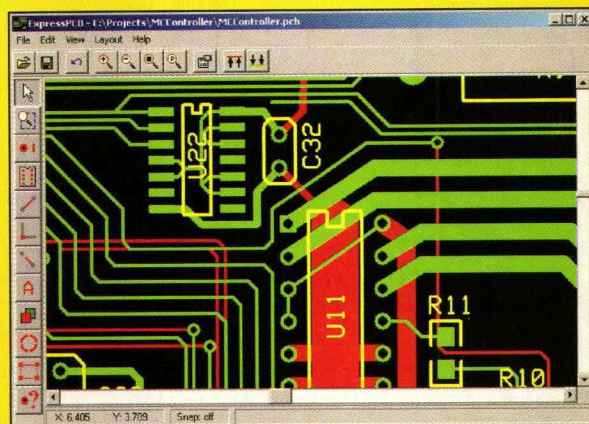 ExpressPCB - C:\Projects\MCController\MCController.pcb
File Edit View Layout Help
U22
C32
U11
R11
R10
X: 6.405 Y: 3.709 Snap: off